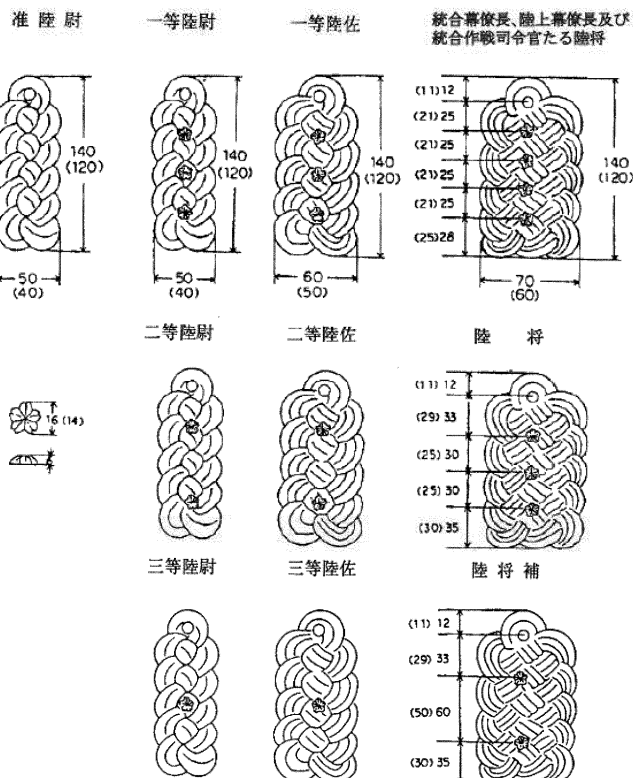 准陸尉
一等陸尉
一等陸佐
統合幕僚長、陸上幕僚長及び
統合作戦司令官たる陸将
140
(120)
50
(40)
140
(120)
50
(40)
140
(120)
60
(50)
(11)12
(21)25
(21)25
(21)25
(21)25
(25)28
140
(120)
70
(60)
二等陸尉
二等陸佐
陸将
16(14)
(11)12
(29)33
(25)30
(25)30
(30)35
三等陸尉
三等陸佐
陸将補
(11)12
(29)33
(50)60
(30)35